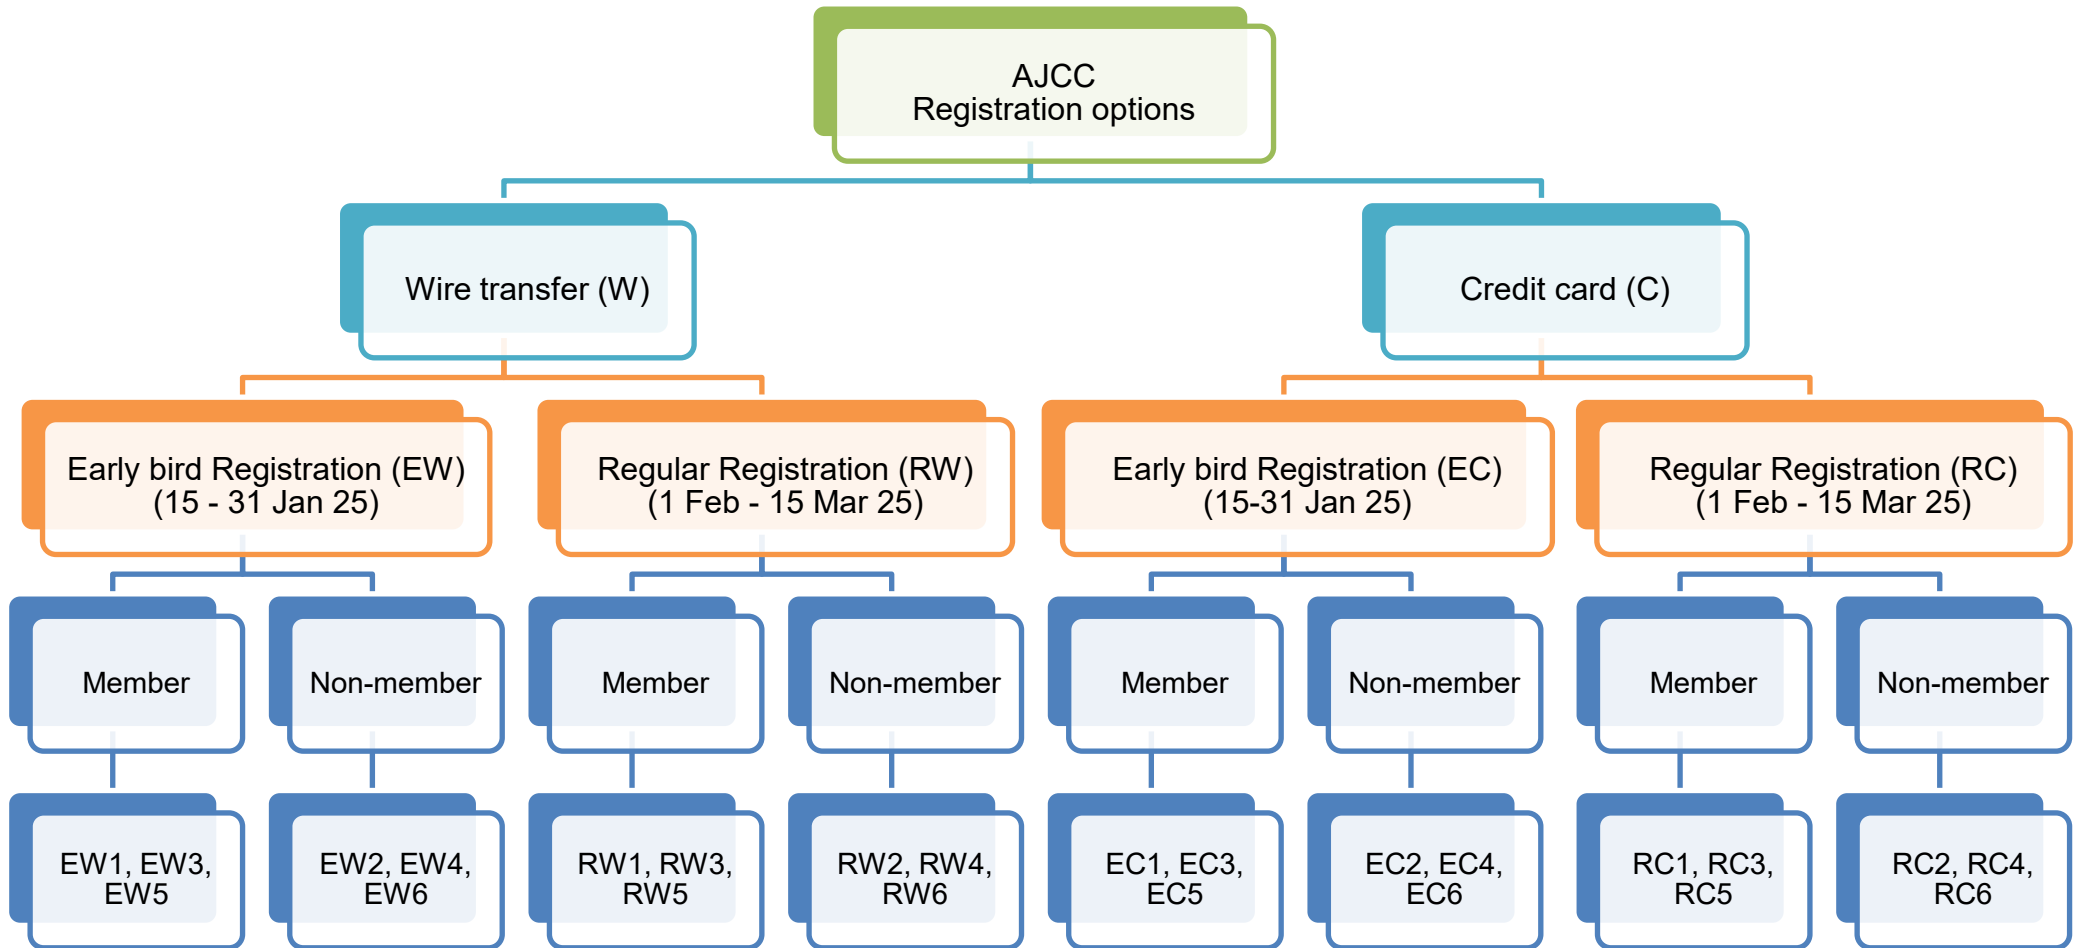 AJCC
Registration options
Wire transfer (W)
Credit card (C)
Early bird Registration (EW)
(15 - 31 Jan 25)
Regular Registration (RW)
(1 Feb - 15 Mar 25)
Early bird Registration (EC)
(15-31 Jan 25)
Regular Registration (RC)
(1 Feb - 15 Mar 25)
Member
Non-member
Member
Non-member
Member
Non-member
Member
Non-member
EW1, EW3,
EW5
EW2, EW4,
EW6
RW1, RW3,
RW5
RW2, RW4,
RW6
EC1, EC3,
EC5
EC2, EC4,
EC6
RC1, RC3,
RC5
RC2, RC4,
RC6